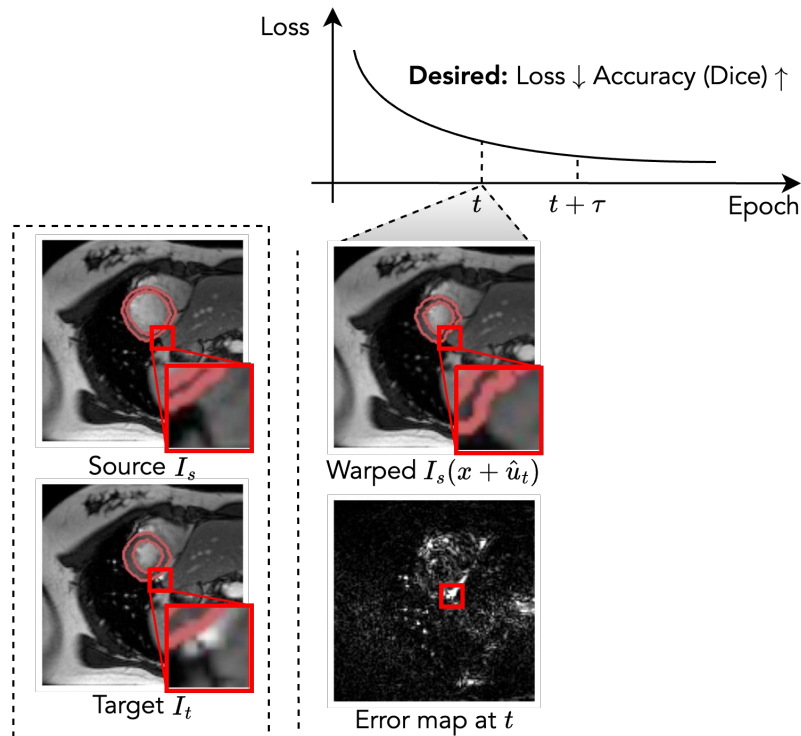 Loss
Desired: Loss ↓ Accuracy (Dice) ↑
t
t + τ
Epoch
Source I_s
Warped I_s(x + û_t)
Target I_t
Error map at t